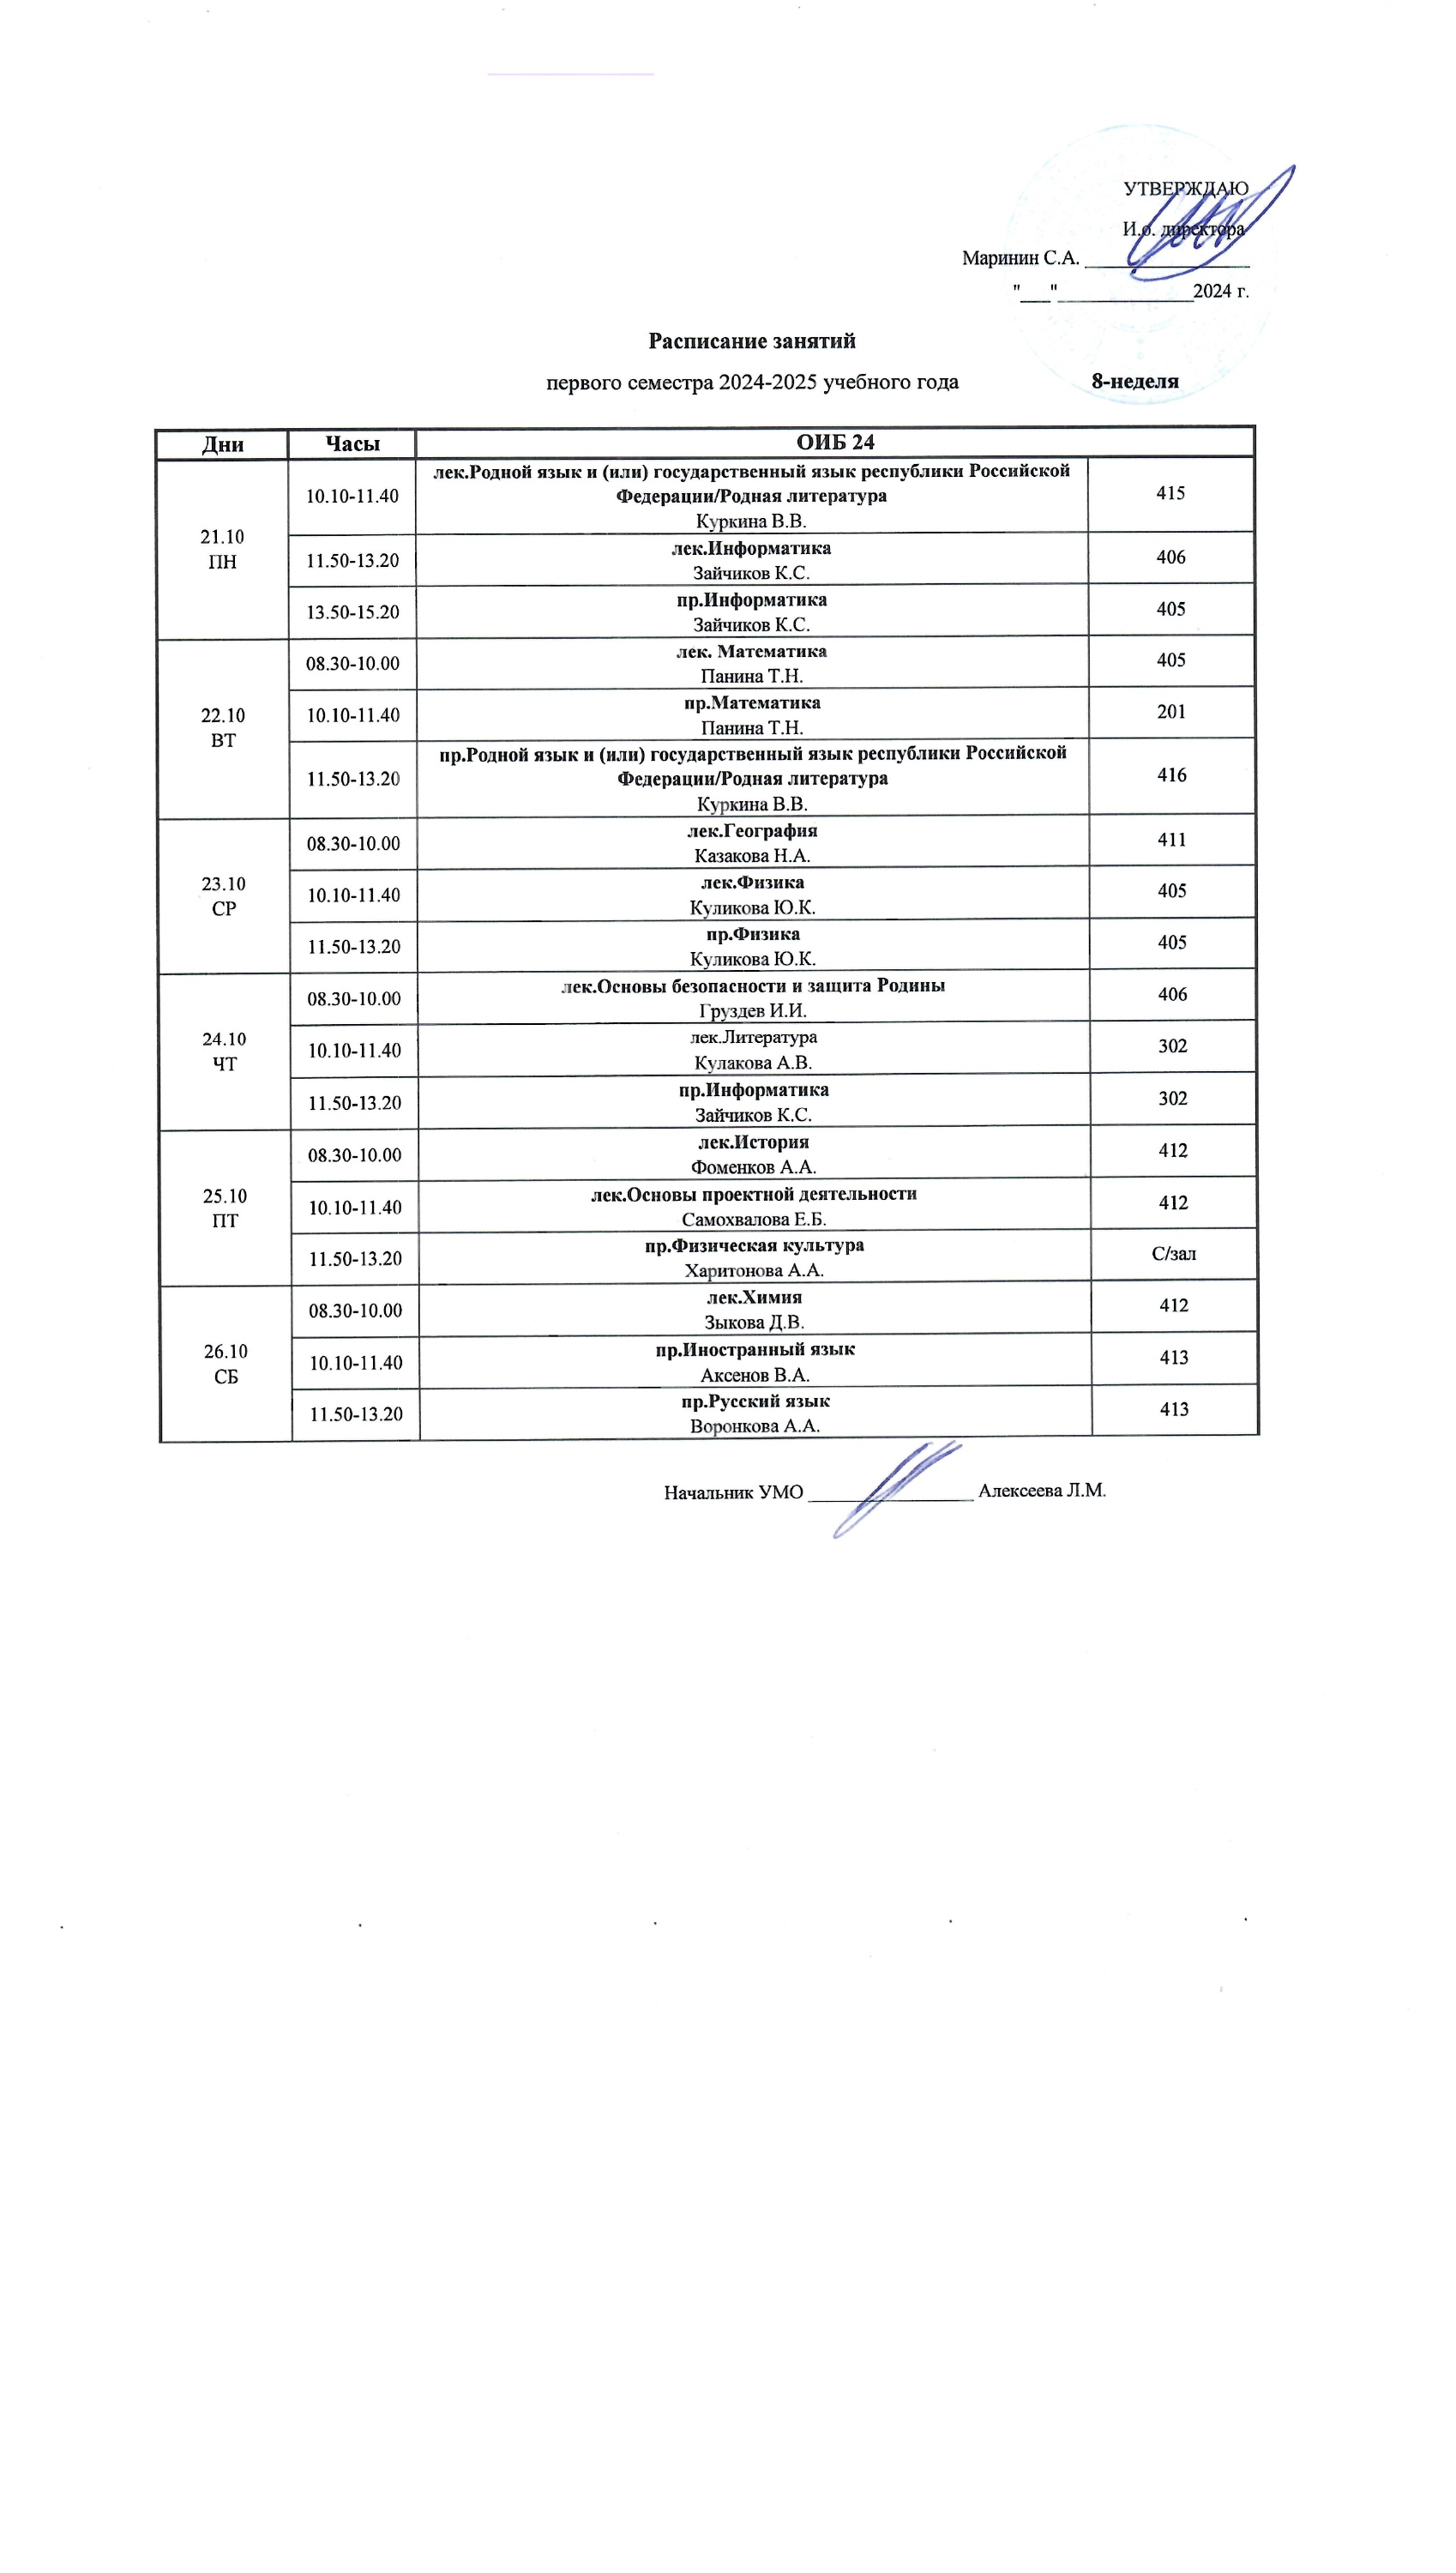 УТВЕРЖДАЮ
И.о. директора
Маринин С.А. _________________
"___"______________2024 г.
Расписание занятий
первого семестра 2024-2025 учебного года 8-неделя
Дни Часы ОИБ 24
21.10
ПН
10.10-11.40
лек.Родной язык и (или) государственный язык республики Российской
Федерации/Родная литература
Куркина В.В.
415
11.50-13.20
лек.Информатика
Зайчиков К.С.
406
13.50-15.20
пр.Информатика
Зайчиков К.С.
405
22.10
ВТ
08.30-10.00
лек. Математика
Панина Т.Н.
405
10.10-11.40
пр.Математика
Панина Т.Н.
201
11.50-13.20
пр.Родной язык и (или) государственный язык республики Российской
Федерации/Родная литература
Куркина В.В.
416
23.10
СР
08.30-10.00
лек.География
Казакова Н.А.
411
10.10-11.40
лек.Физика
Куликова Ю.К.
405
11.50-13.20
пр.Физика
Куликова Ю.К.
405
24.10
ЧТ
08.30-10.00
лек.Основы безопасности и защита Родины
Груздев И.И.
406
10.10-11.40
лек.Литература
Кулакова А.В.
302
11.50-13.20
пр.Информатика
Зайчиков К.С.
302
25.10
ПТ
08.30-10.00
лек.История
Фоменков А.А.
412
10.10-11.40
лек.Основы проектной деятельности
Самохвалова Е.Б.
412
11.50-13.20
пр.Физическая культура
Харитонова А.А.
С/зал
26.10
СБ
08.30-10.00
лек.Химия
Зыкова Д.В.
412
10.10-11.40
пр.Иностранный язык
Аксенов В.А.
413
11.50-13.20
пр.Русский язык
Воронкова А.А.
413
Начальник УМО _________________ Алексеева Л.М.